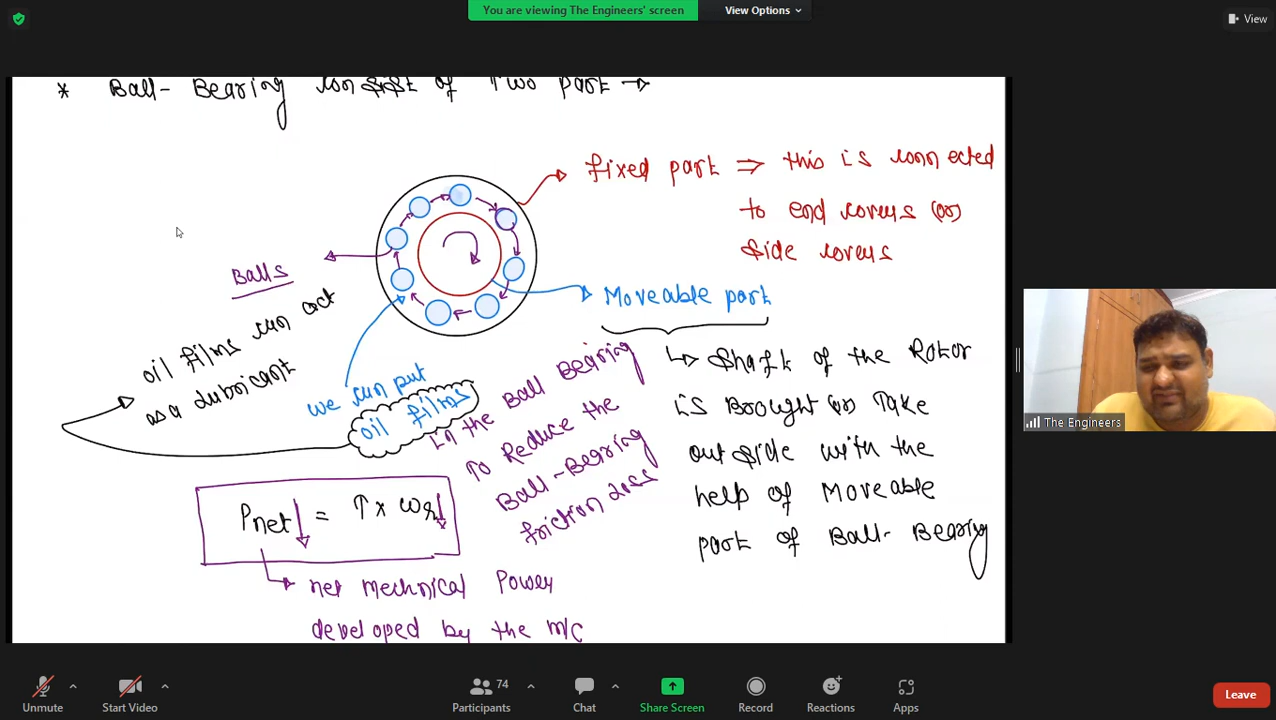 You are viewing The Engineers' screen
View Options
View
* Ball-Bearing consist of Two part →
fixed part ⇒ this is connected
to end covers (or)
side covers
Balls
Moveable part
oil films can act
as a lubricant
we can put
oil films
in the Ball Bearing
To Reduce the
Ball-Bearing
friction loss
↳ Shaft of the Rotor
is Brought (or) Take
outside with the
help of Moveable
part of Ball-Bearing
Pnet↓ = T x ωr↓
net mechnical Power
developed by the m/c
The Engineers
Unmute
Start Video
74
Participants
Chat
Share Screen
Record
Reactions
Apps
Leave